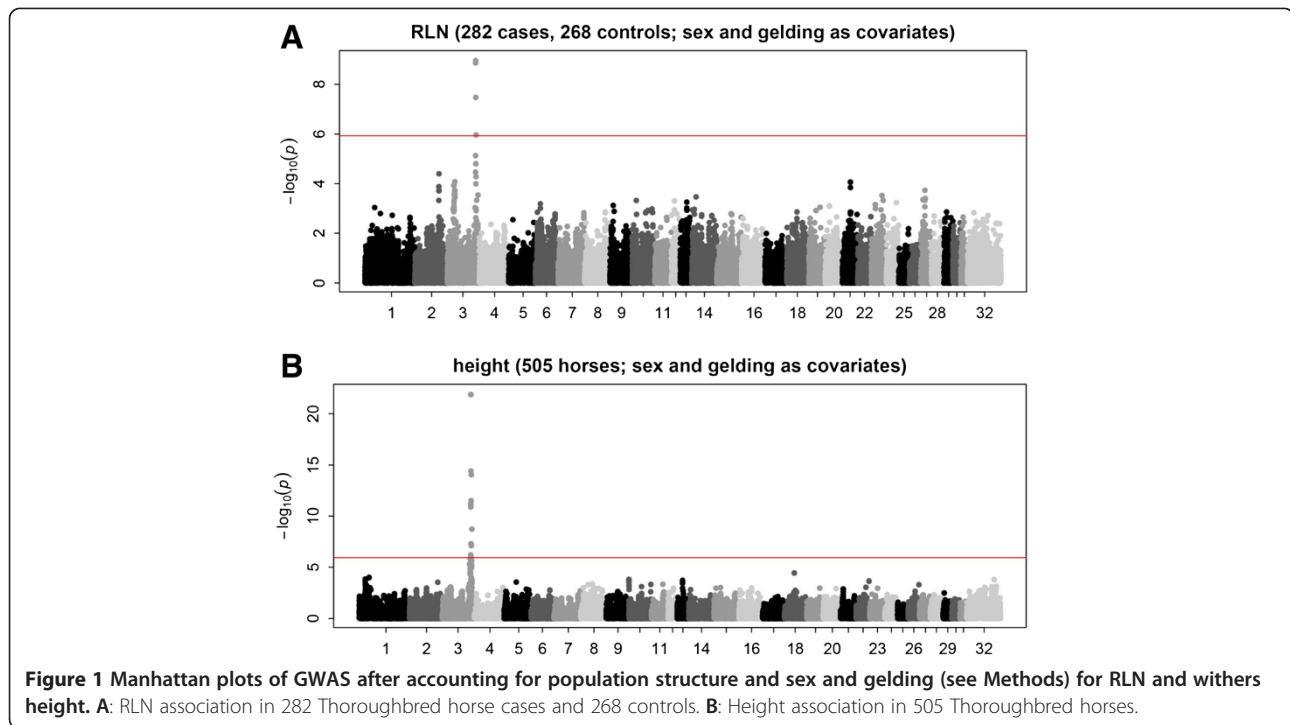 A
RLN (282 cases, 268 controls; sex and gelding as covariates)
8
6
4
2
0
−log10(p)
1 2 3 4 5 6 7 8 9 11 14 16 18 20 22 25 28 32
B
height (505 horses; sex and gelding as covariates)
20
15
10
5
0
−log10(p)
1 2 3 4 5 6 7 8 9 11 14 16 18 20 23 26 29 32
Figure 1 Manhattan plots of GWAS after accounting for population structure and sex and gelding (see Methods) for RLN and withers
height. A: RLN association in 282 Thoroughbred horse cases and 268 controls. B: Height association in 505 Thoroughbred horses.